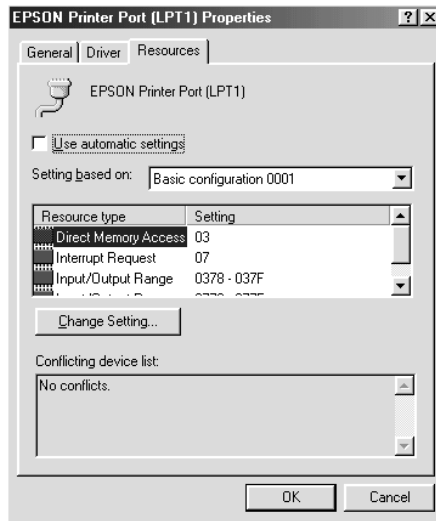 EPSON Printer Port (LPT1) Properties
General Driver Resources
EPSON Printer Port (LPT1)
Use automatic settings
Setting based on: Basic configuration 0001
Resource type Setting
Direct Memory Access 03
Interrupt Request 07
Input/Output Range 0378 - 037F
Change Setting...
Conflicting device list:
No conflicts.
OK Cancel